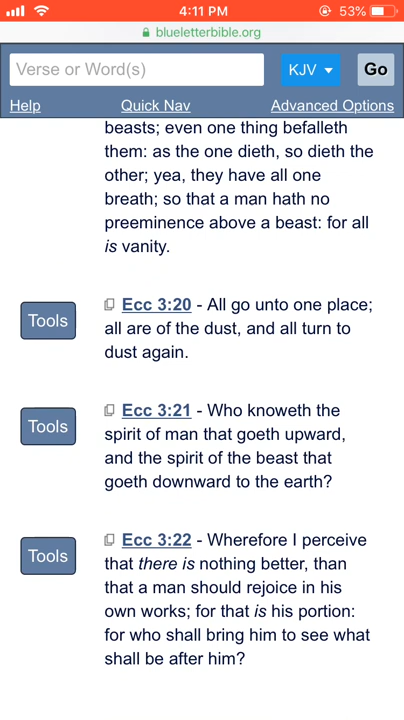 4:11 PM
53%
blueletterbible.org
Verse or Word(s)
KJV
Go
Help
Quick Nav
Advanced Options
beasts; even one thing befalleth
them: as the one dieth, so dieth the
other; yea, they have all one
breath; so that a man hath no
preeminence above a beast: for all
is vanity.
Tools
Ecc 3:20 - All go unto one place;
all are of the dust, and all turn to
dust again.
Tools
Ecc 3:21 - Who knoweth the
spirit of man that goeth upward,
and the spirit of the beast that
goeth downward to the earth?
Tools
Ecc 3:22 - Wherefore I perceive
that there is nothing better, than
that a man should rejoice in his
own works; for that is his portion:
for who shall bring him to see what
shall be after him?